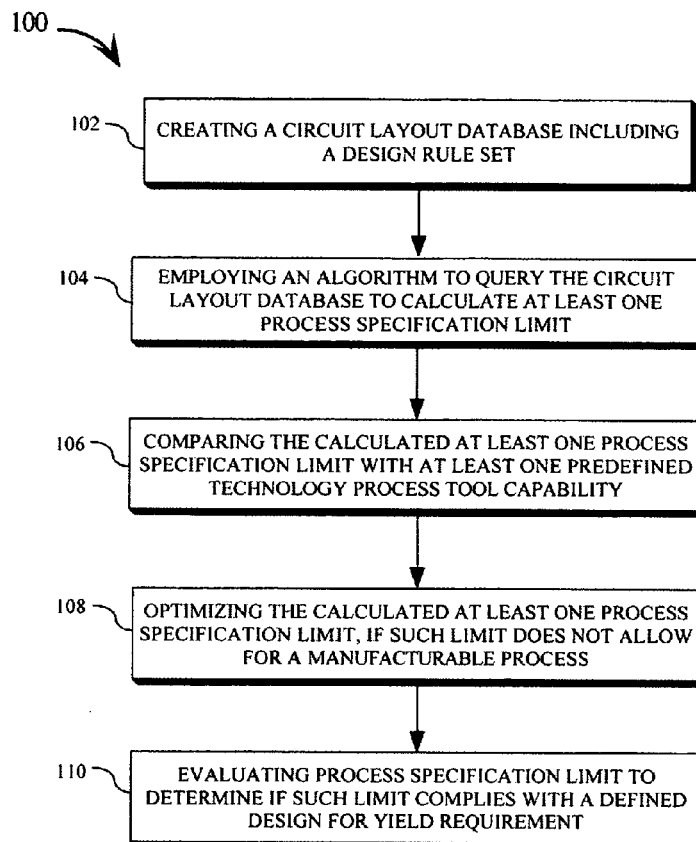 100
102
CREATING A CIRCUIT LAYOUT DATABASE INCLUDING
A DESIGN RULE SET
104
EMPLOYING AN ALGORITHM TO QUERY THE CIRCUIT
LAYOUT DATABASE TO CALCULATE AT LEAST ONE
PROCESS SPECIFICATION LIMIT
106
COMPARING THE CALCULATED AT LEAST ONE PROCESS
SPECIFICATION LIMIT WITH AT LEAST ONE PREDEFINED
TECHNOLOGY PROCESS TOOL CAPABILITY
108
OPTIMIZING THE CALCULATED AT LEAST ONE PROCESS
SPECIFICATION LIMIT, IF SUCH LIMIT DOES NOT ALLOW
FOR A MANUFACTURABLE PROCESS
110
EVALUATING PROCESS SPECIFICATION LIMIT TO
DETERMINE IF SUCH LIMIT COMPLIES WITH A DEFINED
DESIGN FOR YIELD REQUIREMENT